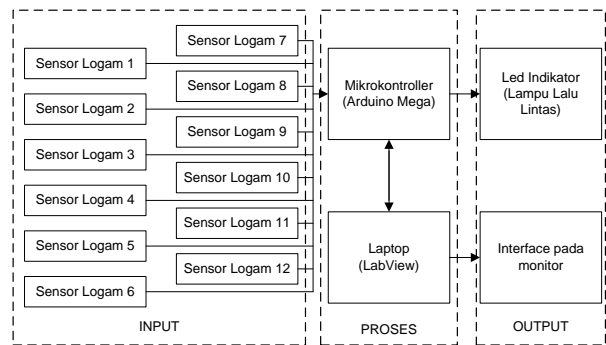 Sensor Logam 7
Sensor Logam 1
Sensor Logam 8
Sensor Logam 2
Sensor Logam 9
Sensor Logam 3
Sensor Logam 10
Sensor Logam 4
Sensor Logam 11
Sensor Logam 5
Sensor Logam 12
Sensor Logam 6
INPUT
Mikrokontroller
(Arduino Mega)
Laptop
(LabView)
PROSES
Led Indikator
(Lampu Lalu
Lintas)
Interface pada
monitor
OUTPUT